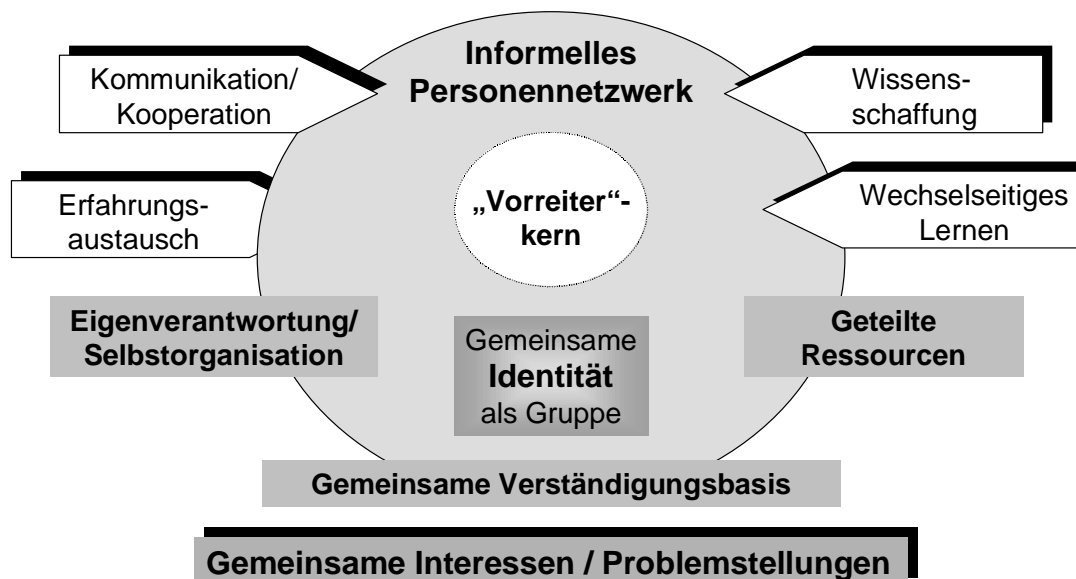 Informelles
Personennetzwerk
Kommunikation/
Kooperation
Wissens-
schaffung
Erfahrungs-
austausch
„Vorreiter“-
kern
Wechselseitiges
Lernen
Eigenverantwortung/
Selbstorganisation
Gemeinsame
Identität
als Gruppe
Geteilte
Ressourcen
Gemeinsame Verständigungsbasis
Gemeinsame Interessen / Problemstellungen